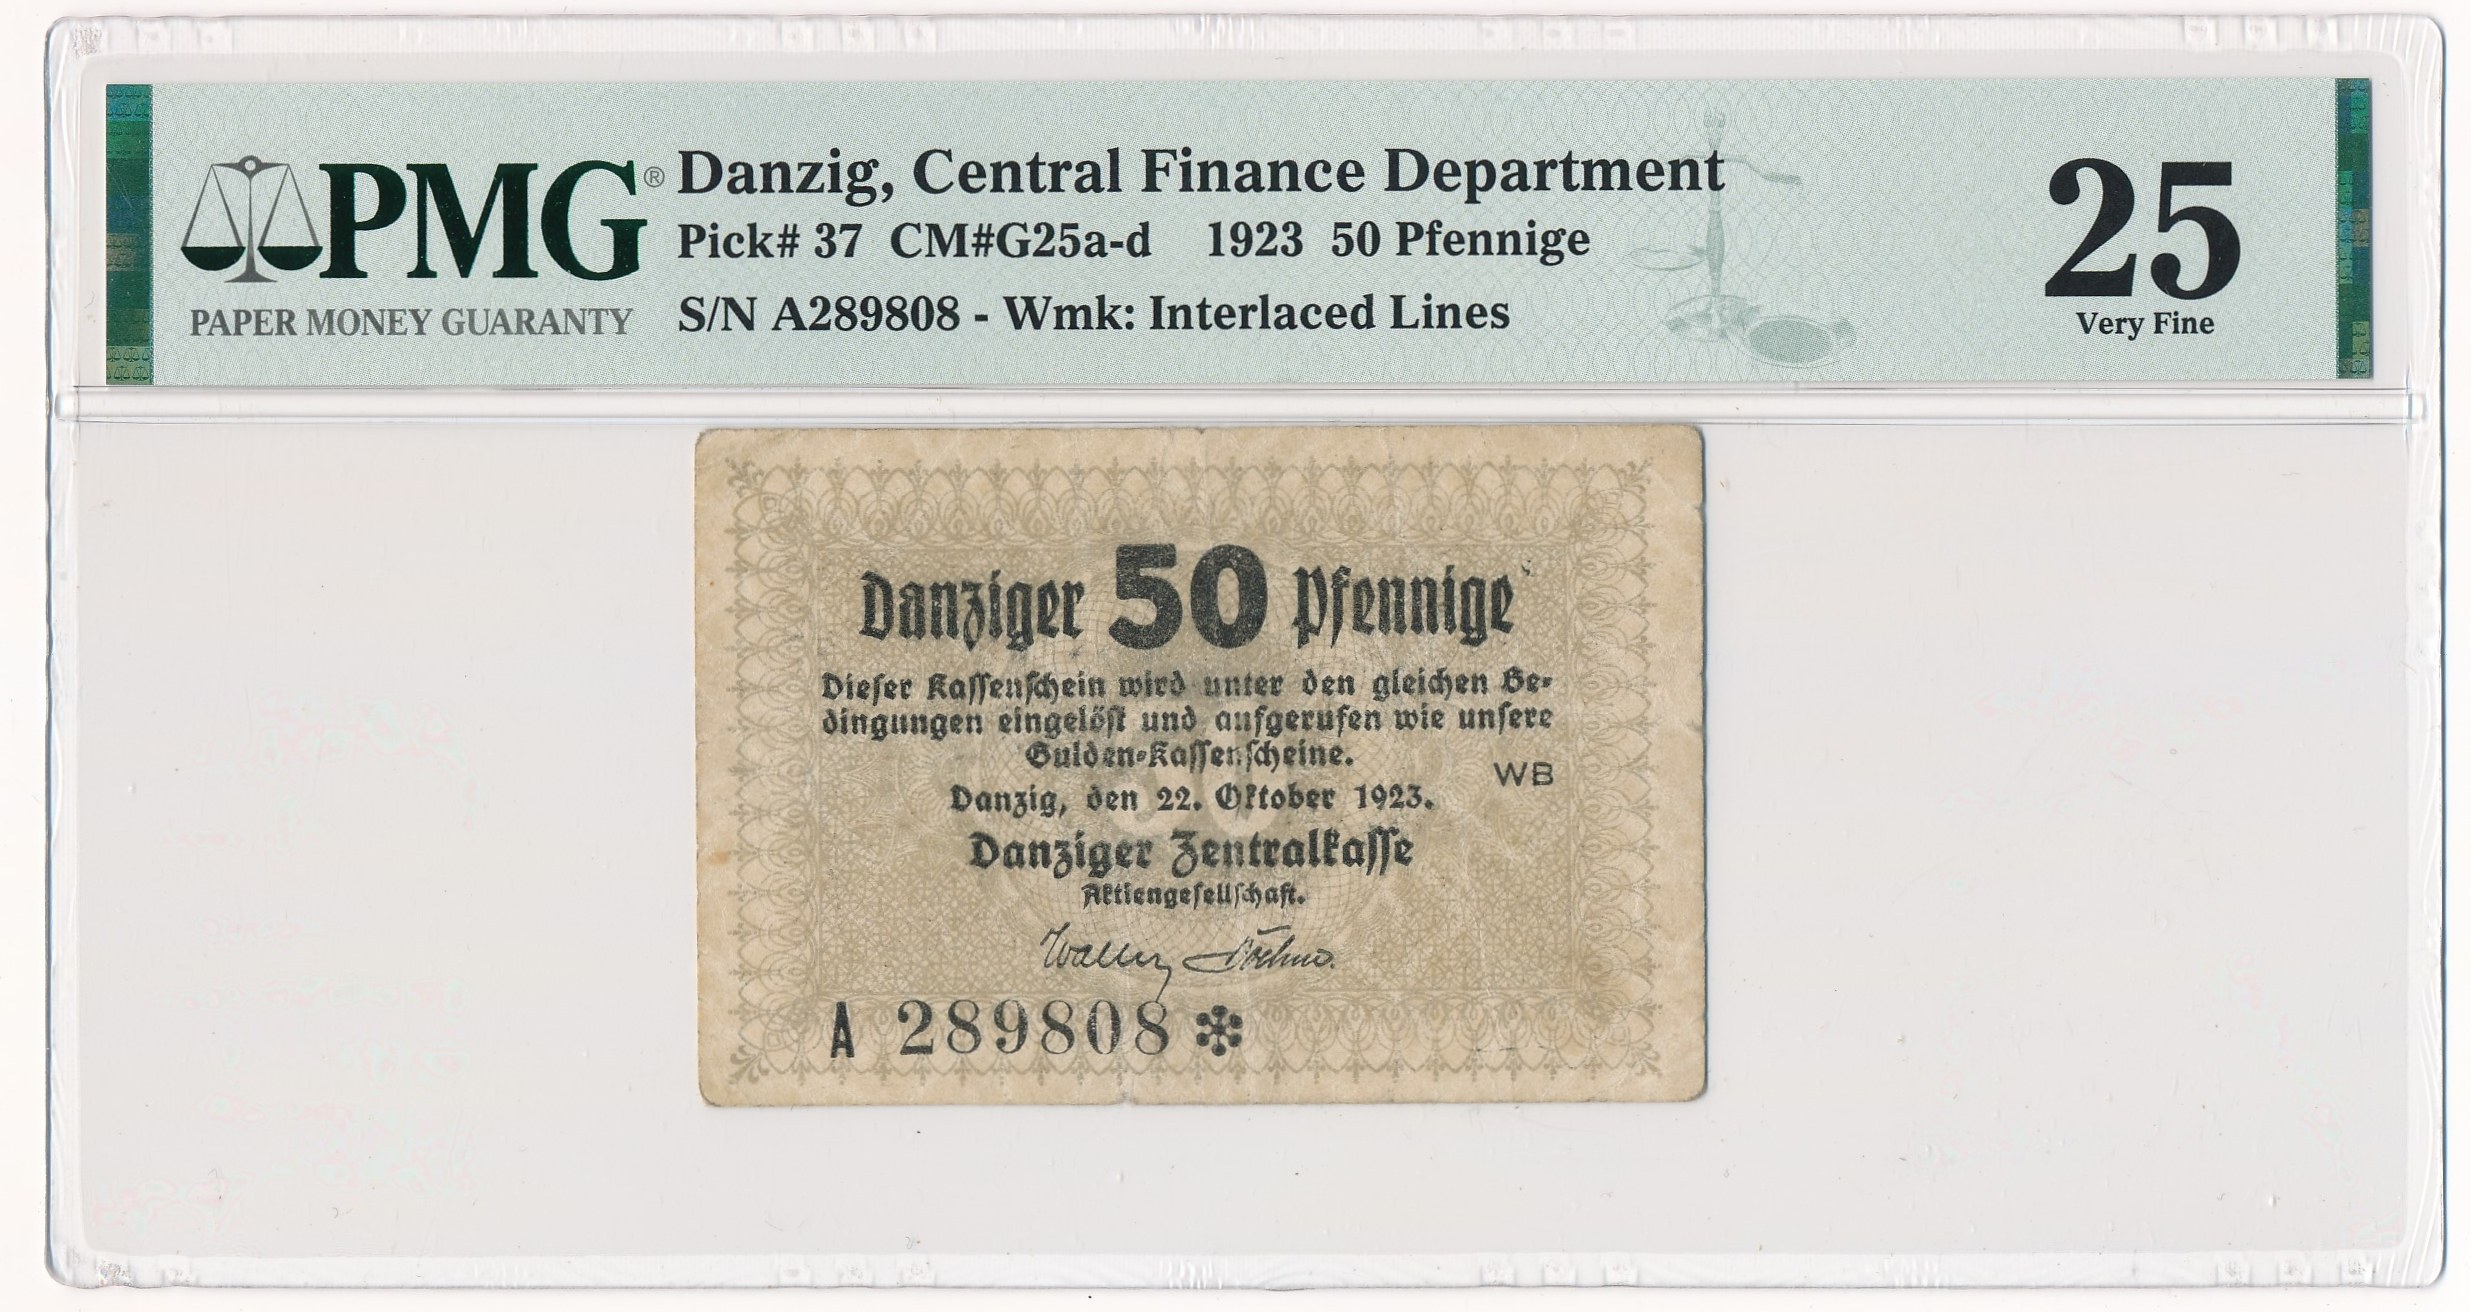 PMG®
PAPER MONEY GUARANTY
Danzig, Central Finance Department
Pick# 37 CM#G25a-d 1923 50 Pfennige
S/N A289808 - Wmk: Interlaced Lines
25
Very Fine
Danziger 50 Pfennige
Dieser Kassenschein wird unter den gleichen Be-
dingungen eingelöst und aufgerufen wie unsere
Gulden-Kassenscheine.
WB
Danzig, den 22. Oktober 1923.
Danziger Zentralkasse
Aktiengesellschaft.
A 289808